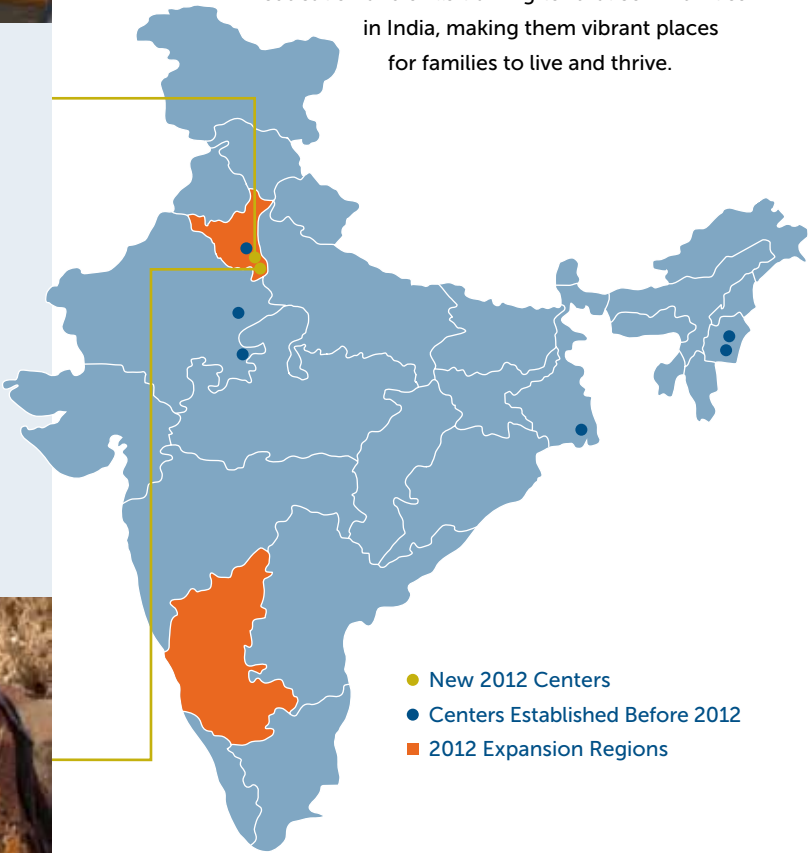 in India, making them vibrant places
for families to live and thrive.
New 2012 Centers
Centers Established Before 2012
2012 Expansion Regions